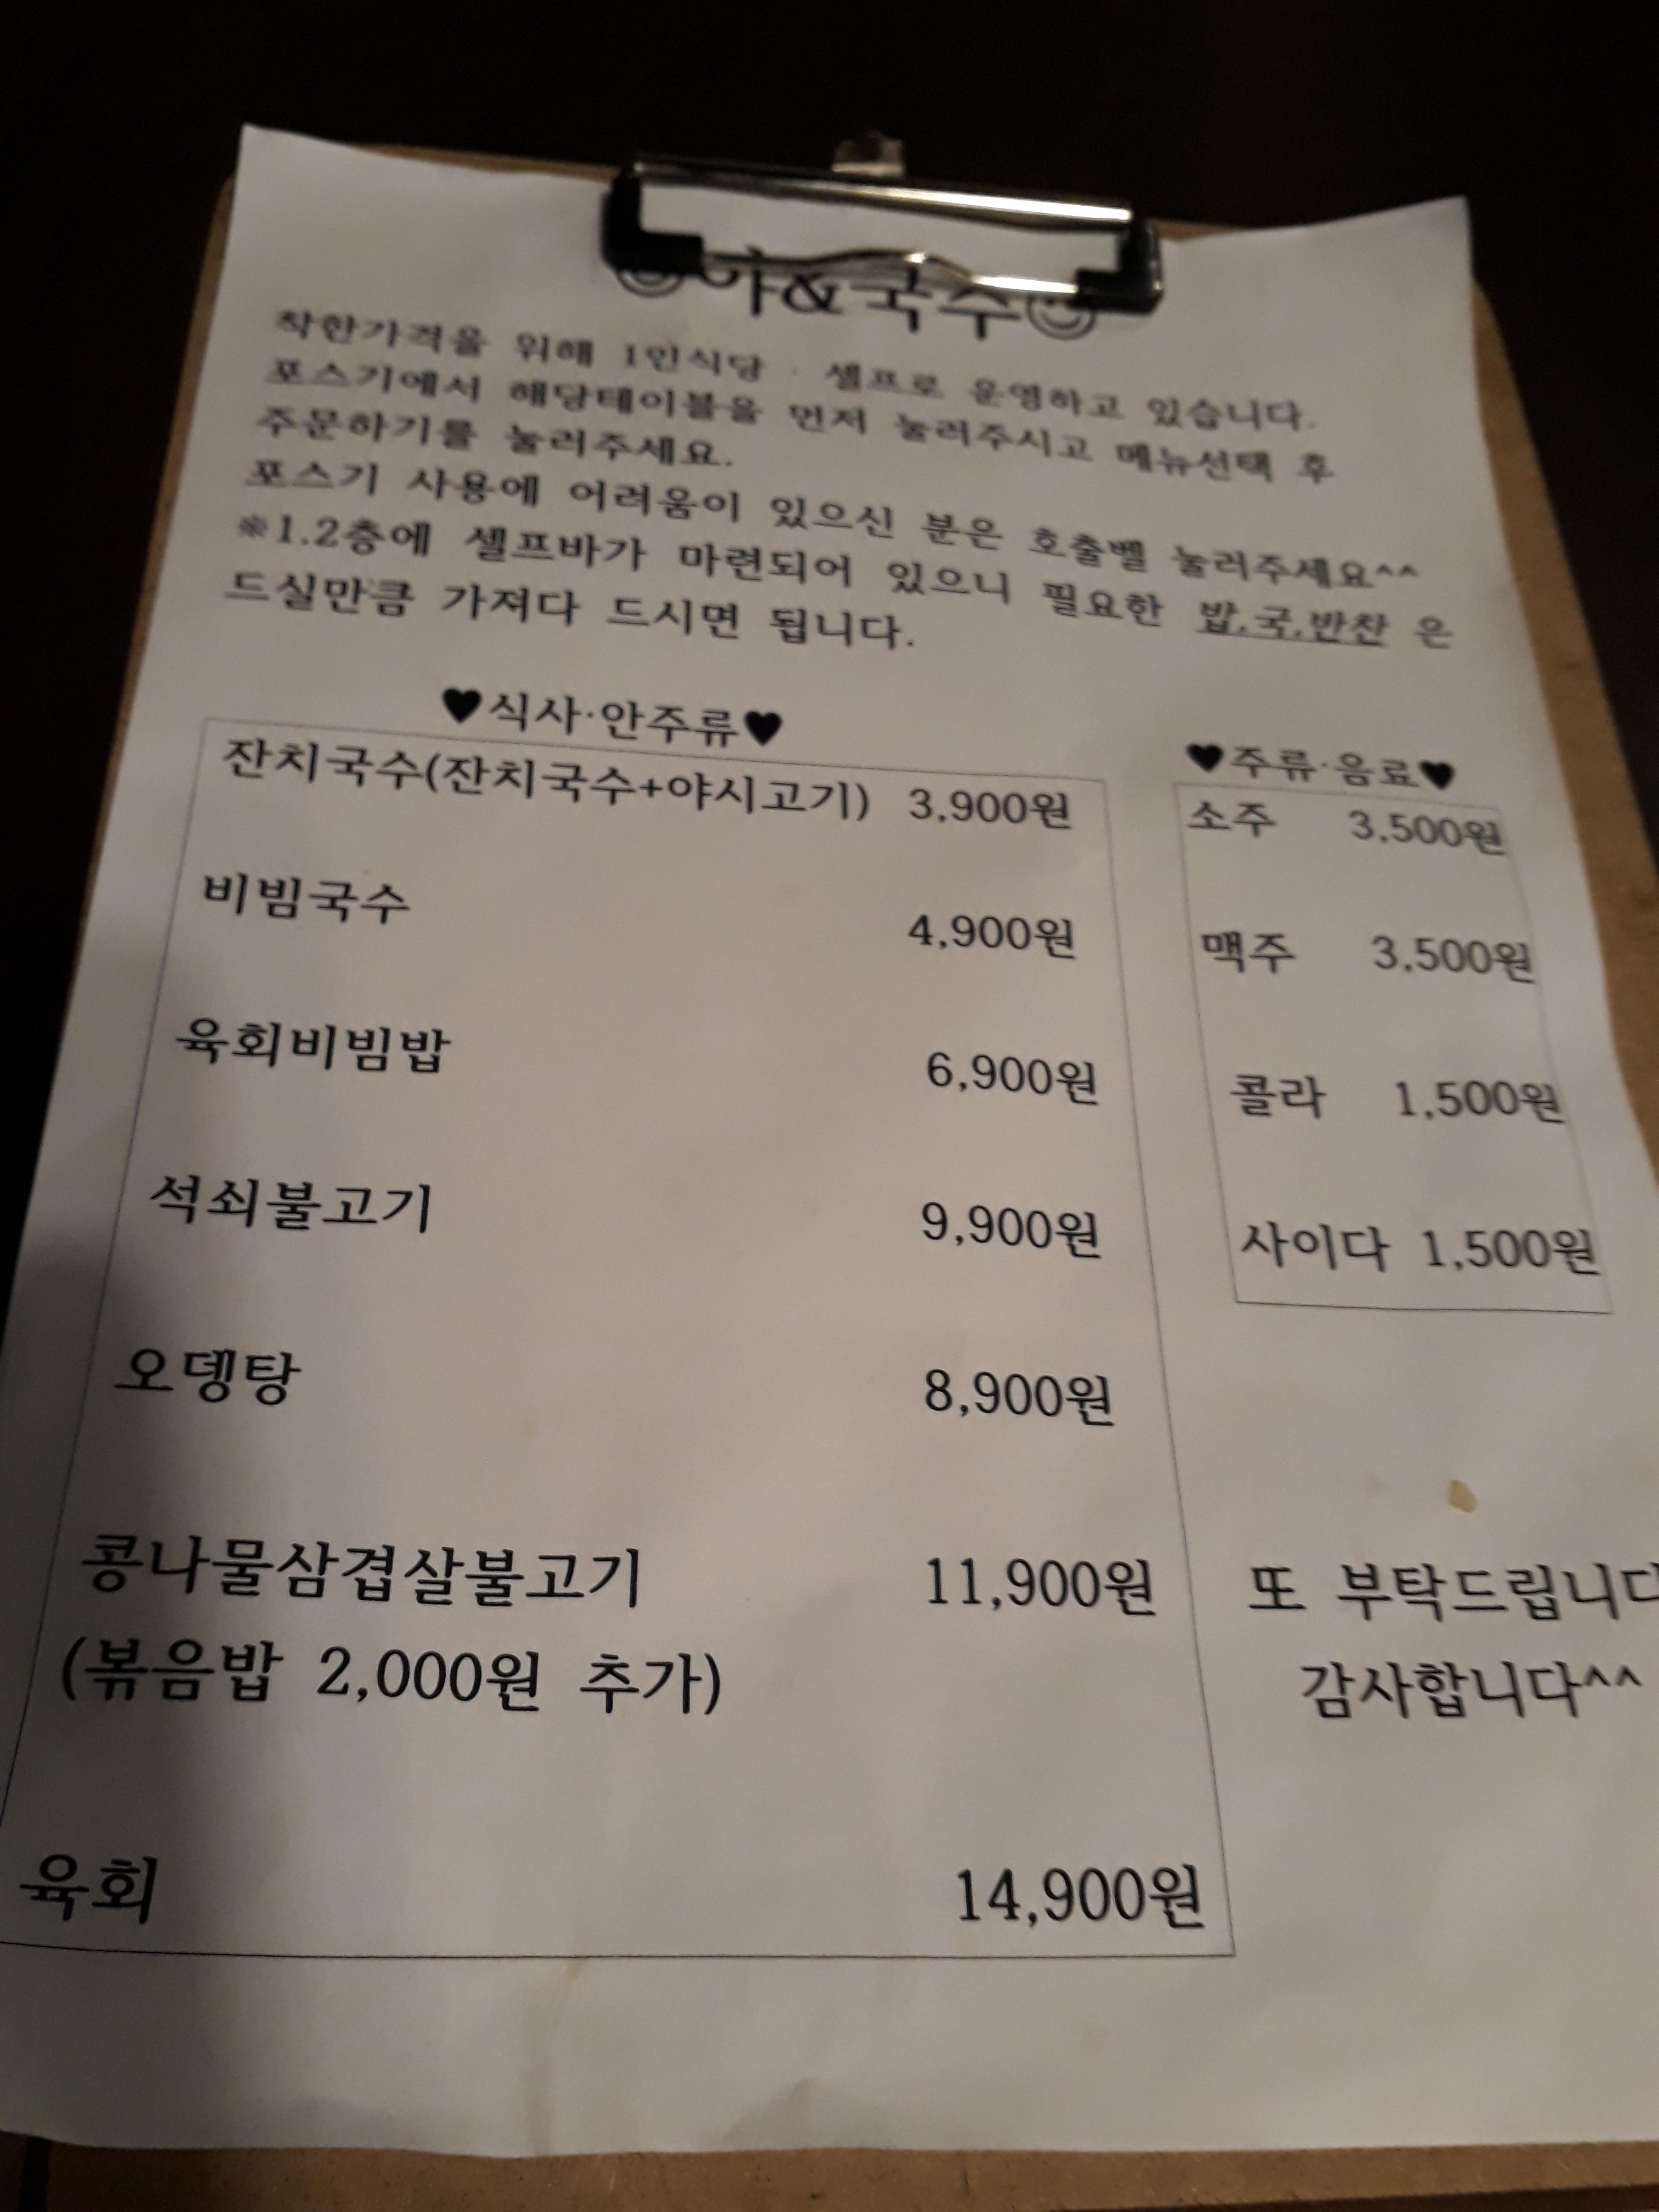 &국수
착한가격을 위해 1인식당 · 셀프로 운영하고 있습니다.
포스기에서 해당테이블을 먼저 눌러주시고 메뉴선택 후
주문하기를 눌러주세요.
포스기 사용에 어려움이 있으신 분은 호출벨 눌러주세요^^
※1.2층에 셀프바가 마련되어 있으니 필요한 밥.국.반찬 은
드실만큼 가져다 드시면 됩니다.
♥식사·안주류♥
잔치국수(잔치국수+야시고기) 3,900원
비빔국수 4,900원
육회비빔밥 6,900원
석쇠불고기 9,900원
오뎅탕 8,900원
콩나물삼겹살불고기 11,900원
(볶음밥 2,000원 추가)
육회 14,900원
♥주류·음료♥
소주 3,500원
맥주 3,500원
콜라 1,500원
사이다 1,500원
또 부탁드립니다
감사합니다^^